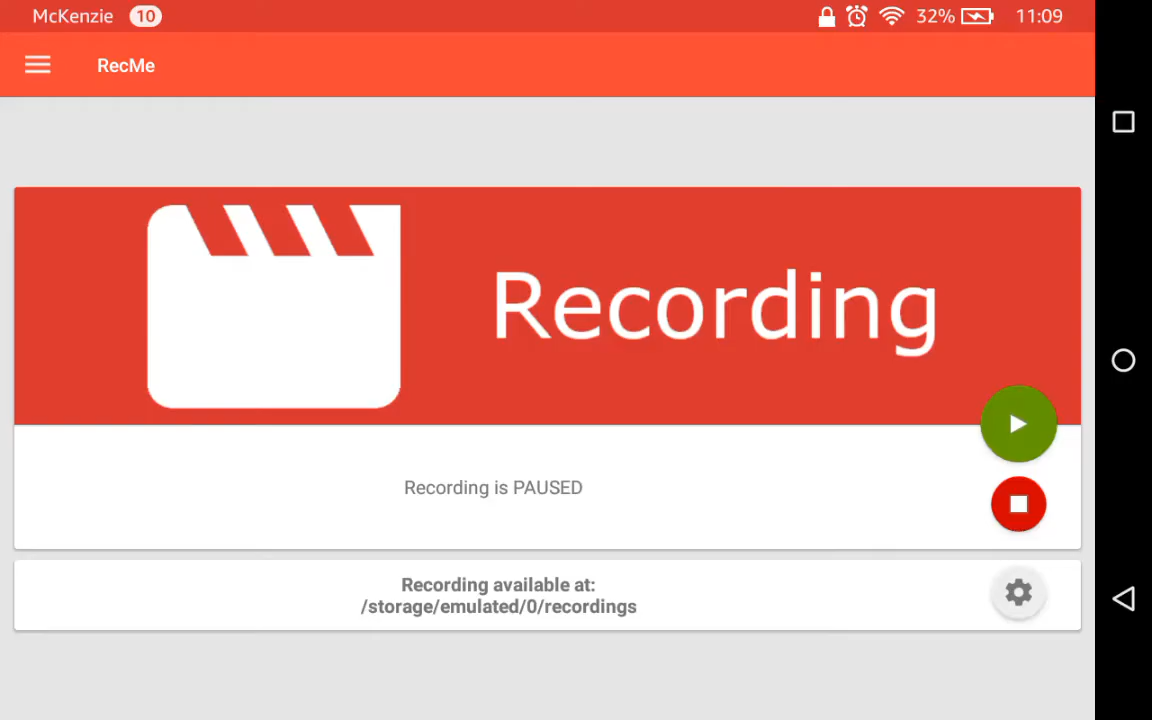 McKenzie 10 32% 11:09
RecMe
Recording
Recording is PAUSED
Recording available at:
/storage/emulated/0/recordings